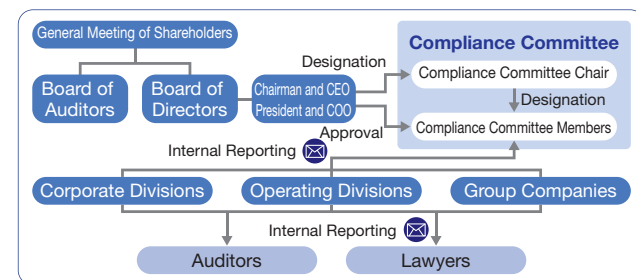 General Meeting of Shareholders
Compliance Committee
Designation
Board of
Auditors
Board of
Directors
Chairman and CEO
President and COO
Compliance Committee Chair
Designation
Compliance Committee Members
Approval
Internal Reporting
Corporate Divisions
Operating Divisions
Group Companies
Internal Reporting
Auditors
Lawyers